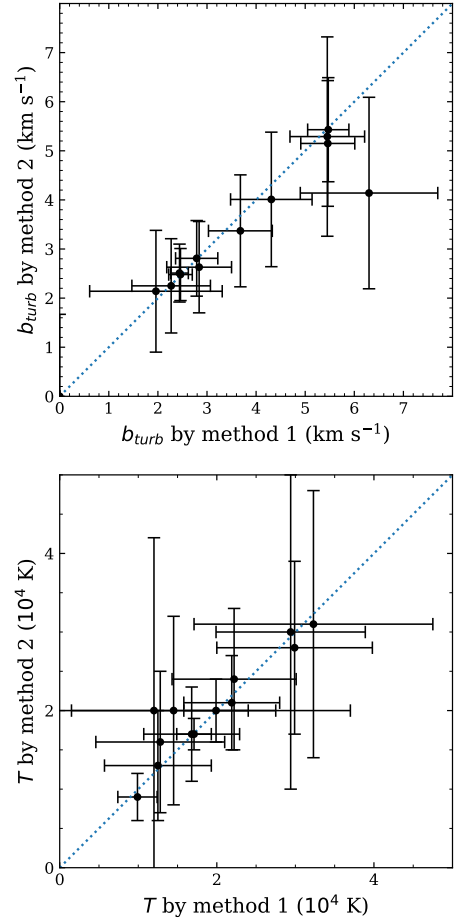 7
6
5
4
3
2
1
0
b_turb by method 2 (km s⁻¹)
0 1 2 3 4 5 6 7
b_turb by method 1 (km s⁻¹)
4
2
0
T by method 2 (10⁴ K)
0 2 4
T by method 1 (10⁴ K)